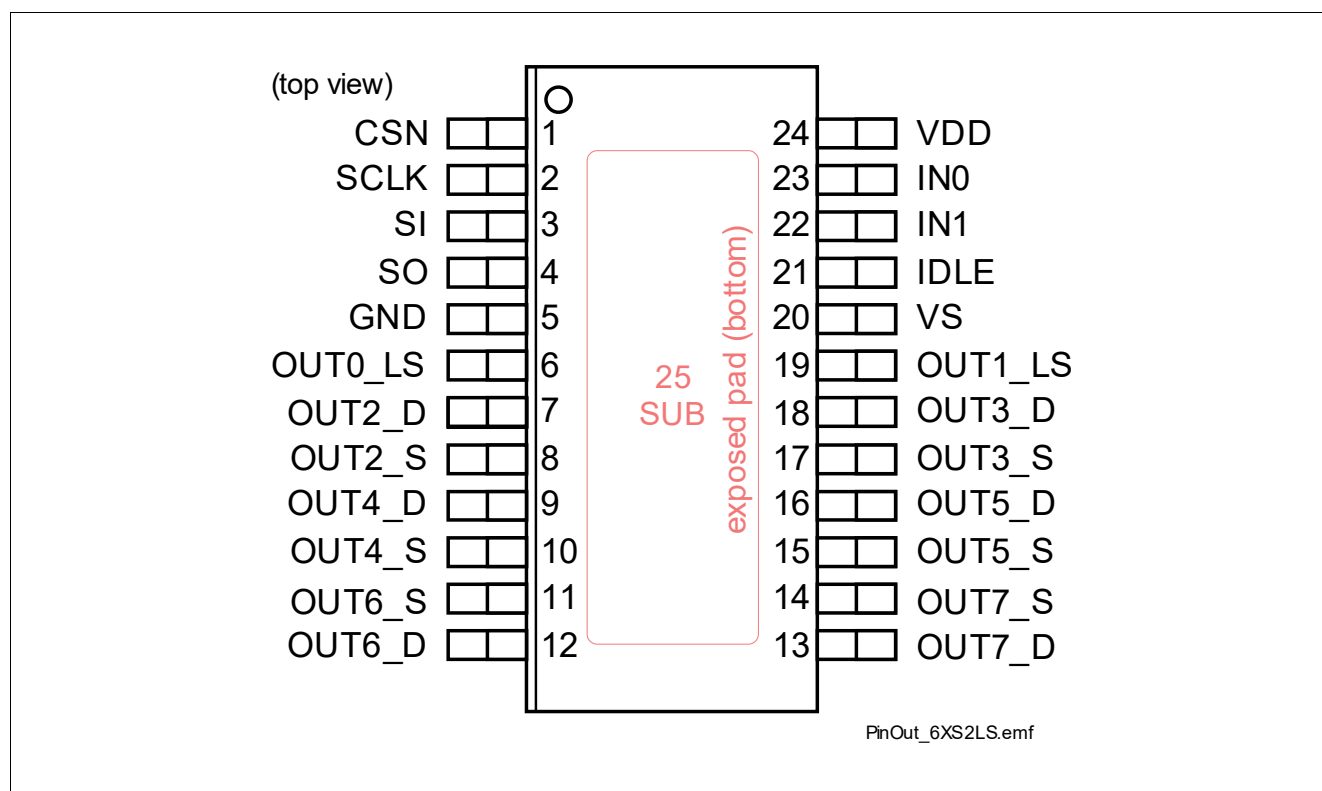 (top view)
CSN 1 24 VDD
SCLK 2 23 IN0
SI 3 22 IN1
SO 4 21 IDLE
GND 5 20 VS
OUT0_LS 6 19 OUT1_LS
OUT2_D 7 18 OUT3_D
OUT2_S 8 17 OUT3_S
OUT4_D 9 16 OUT5_D
OUT4_S 10 15 OUT5_S
OUT6_S 11 14 OUT7_S
OUT6_D 12 13 OUT7_D
25
SUB
exposed pad (bottom)
PinOut_6XS2LS.emf